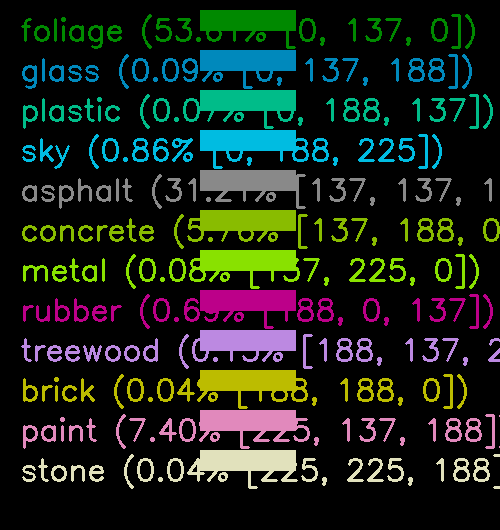 foliage (53.61% [0, 137, 0])
glass (0.09% [0, 137, 188])
plastic (0.07% [0, 188, 137])
sky (0.86% [0, 188, 225])
asphalt (31.21% [137, 137, 1
concrete (5.76% [137, 188, 0
metal (0.08% [137, 225, 0])
rubber (0.69% [188, 0, 137])
treewood (0.15% [188, 137, 2
brick (0.04% [188, 188, 0])
paint (7.40% [225, 137, 188]
stone (0.04% [225, 225, 188]